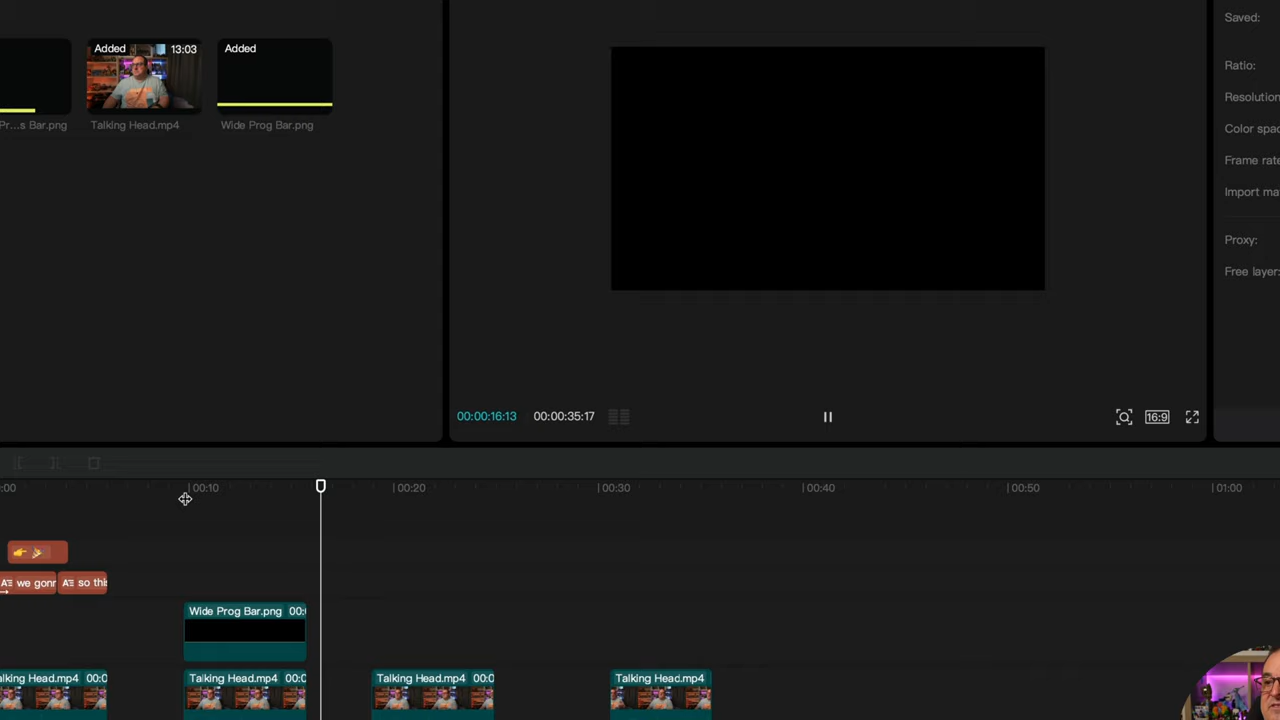 Saved:
Added
13:03
Added
Ratio:
Resolution
Color spac
Pr...s Bar.png
Talking Head.mp4
Wide Prog Bar.png
Frame rate
Import ma
Proxy:
Free layer:
00:00:16:13
00:00:35:17
16:9
:00
00:10
00:20
00:30
00:40
00:50
01:00
A we gonr
A so this
Wide Prog Bar.png 00:0
alking Head.mp4 00:0
Talking Head.mp4 00:0
Talking Head.mp4 00:0
Talking Head.mp4